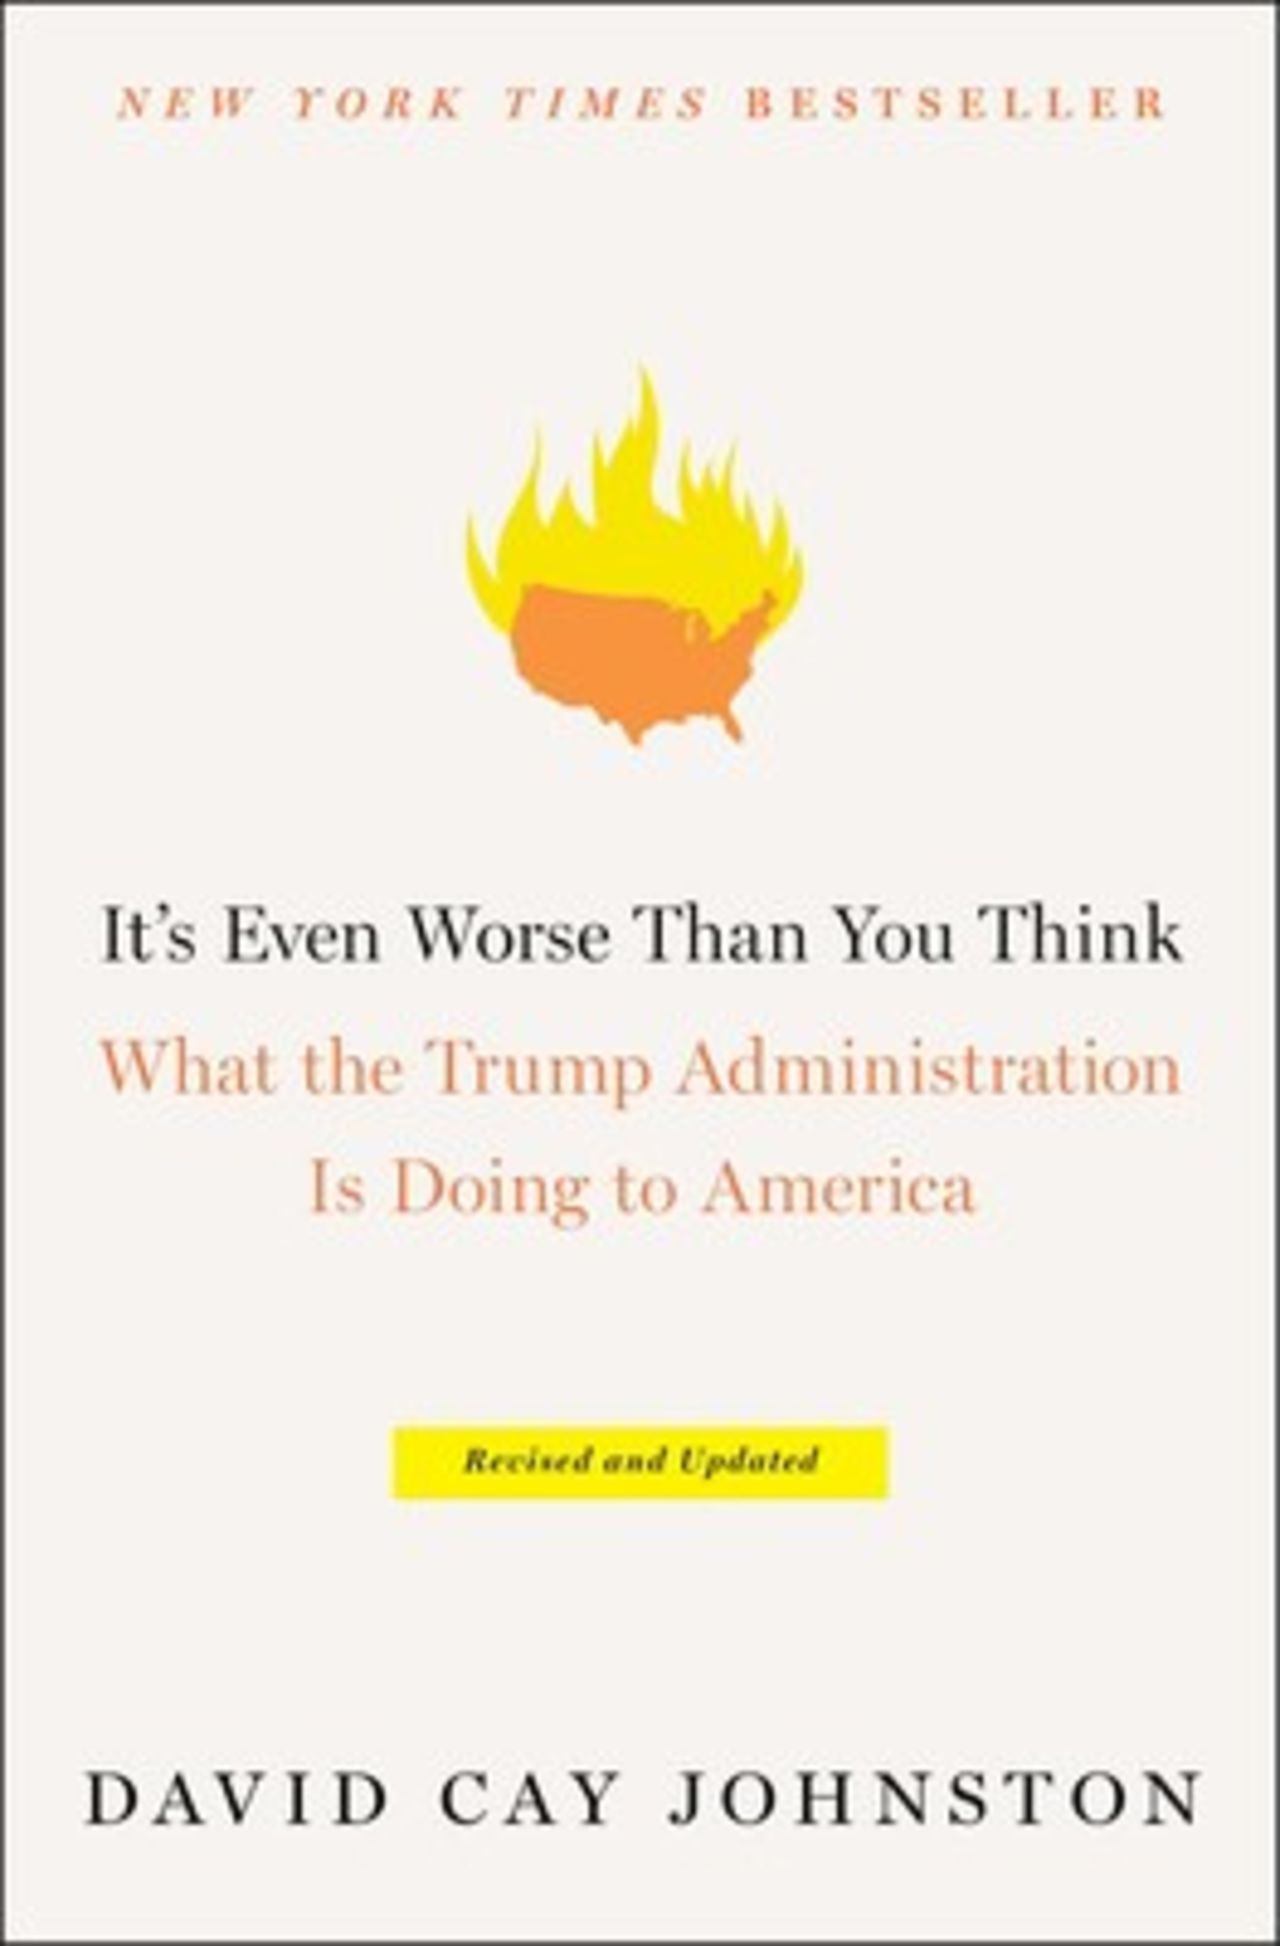 NEW YORK TIMES BESTSELLER
It's Even Worse Than You Think
What the Trump Administration
Is Doing to America
Revised and Updated
DAVID CAY JOHNSTON